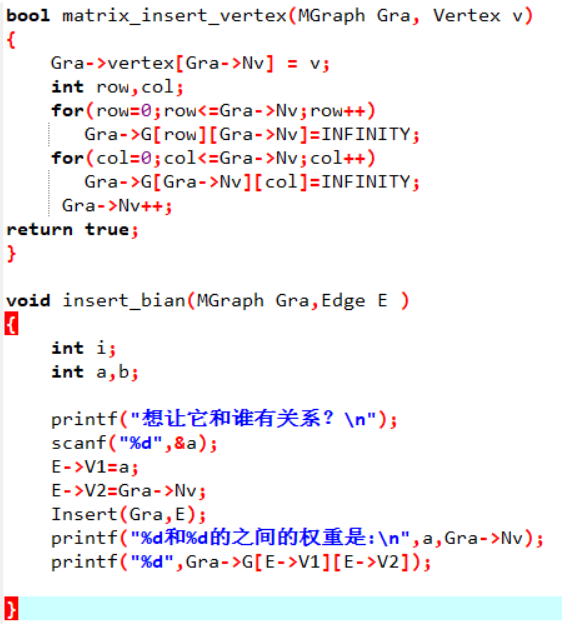 bool matrix_insert_vertex(MGraph Gra, Vertex v)
{
    Gra->vertex[Gra->Nv] = v;
    int row,col;
    for(row=0;row<=Gra->Nv;row++)
       Gra->G[row][Gra->Nv]=INFINITY;
    for(col=0;col<=Gra->Nv;col++)
       Gra->G[Gra->Nv][col]=INFINITY;
     Gra->Nv++;
return true;
}

void insert_bian(MGraph Gra,Edge E )
{
    int i;
    int a,b;

    printf("想让它和谁有关系？\n");
    scanf("%d",&a);
    E->V1=a;
    E->V2=Gra->Nv;
    Insert(Gra,E);
    printf("%d和%d的之间的权重是:\n",a,Gra->Nv);
    printf("%d",Gra->G[E->V1][E->V2]);

}